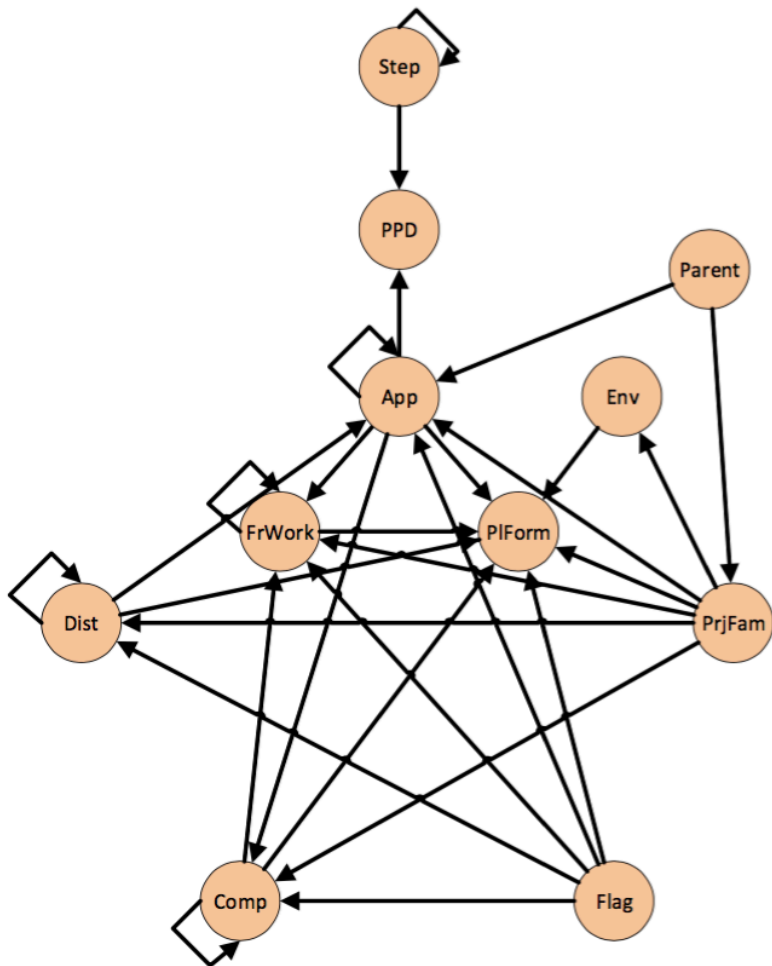 Step
PPD
Parent
App
Env
FrWork
PlForm
Dist
PrjFam
Comp
Flag